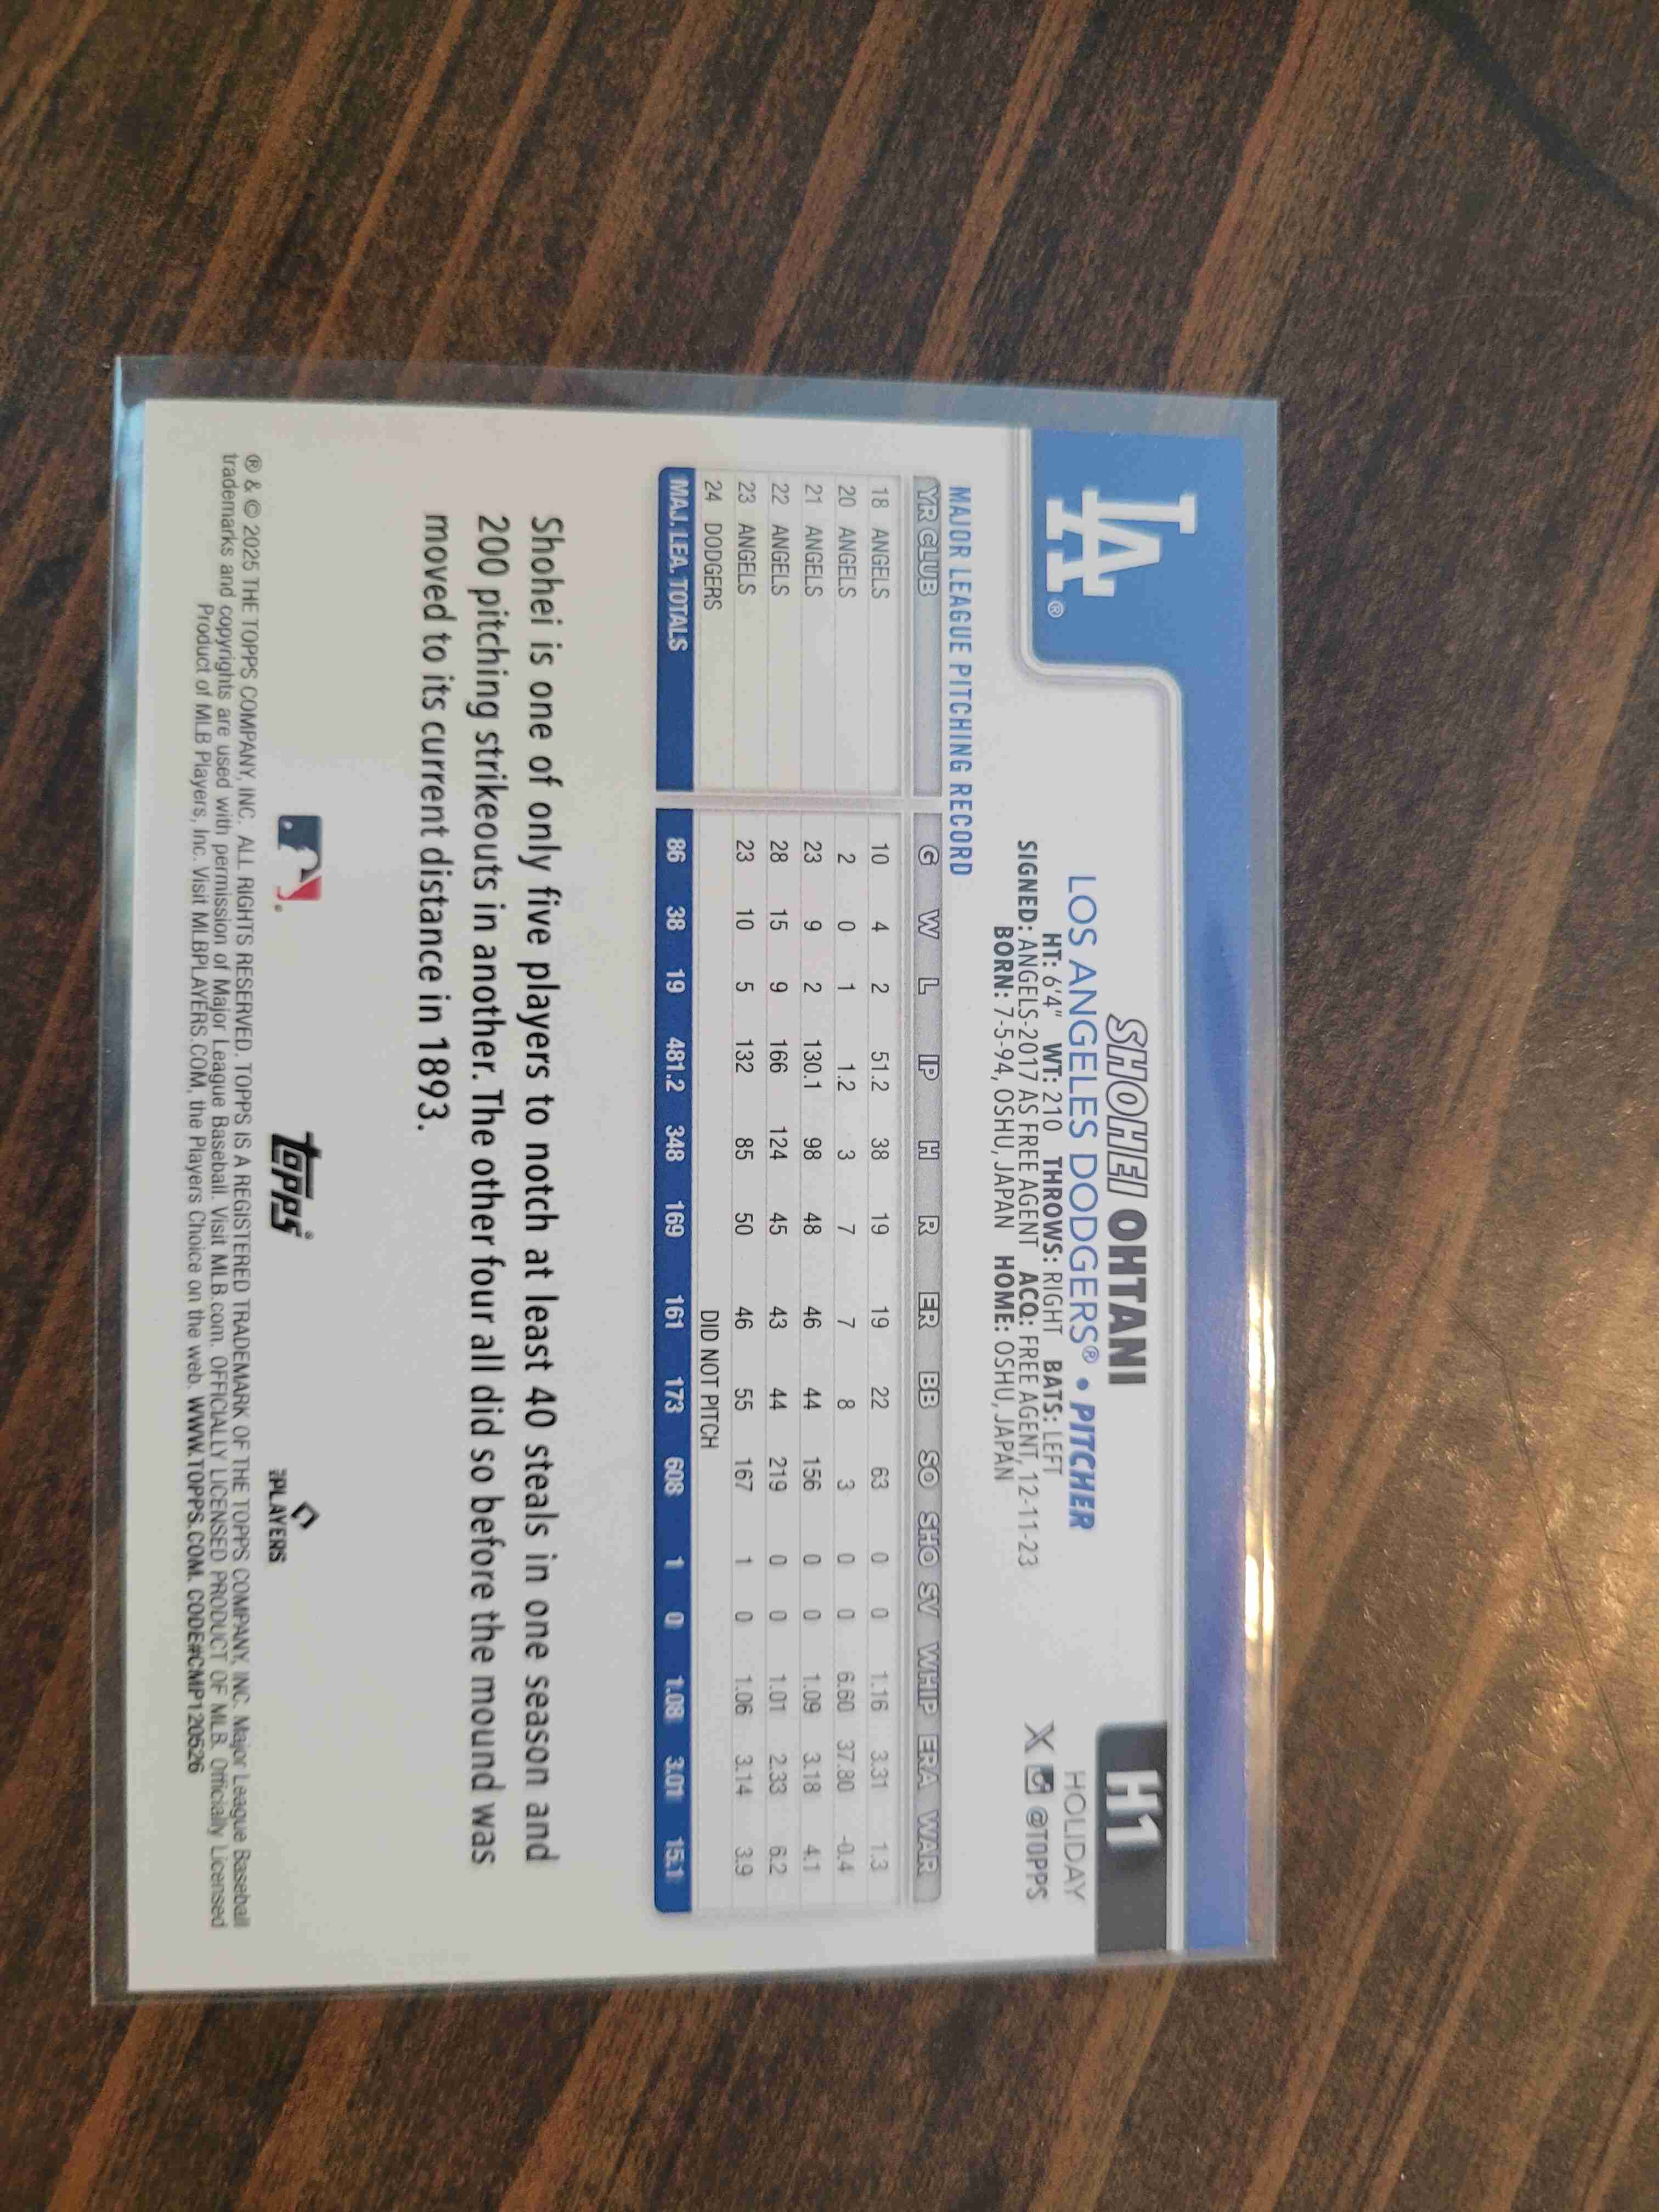 LA®
SHOHEI OHTANI
H1
LOS ANGELES DODGERS® • PITCHER
HOLIDAY
HT: 6'4" WT: 210 THROWS: RIGHT BATS: LEFT
@TOPPS
SIGNED: ANGELS-2017 AS FREE AGENT ACQ: FREE AGENT, 12-11-23
BORN: 7-5-94, OSHU, JAPAN HOME: OSHU, JAPAN
MAJOR LEAGUE PITCHING RECORD
YR CLUB G W L IP H R ER BB SO SHO SV WHIP ERA WAR
18 ANGELS 10 4 2 51.2 38 19 19 22 63 0 0 1.16 3.31 1.3
20 ANGELS 2 0 1 1.2 3 7 7 8 3 0 0 6.60 37.80 -0.4
21 ANGELS 23 9 2 130.1 98 48 46 44 156 0 0 1.09 3.18 4.1
22 ANGELS 28 15 9 166 124 45 43 44 219 0 0 1.01 2.33 6.2
23 ANGELS 23 10 5 132 85 50 46 55 167 1 0 1.06 3.14 3.9
24 DODGERS DID NOT PITCH
MAJ. LEA. TOTALS 86 38 19 481.2 348 169 161 173 608 1 0 1.08 3.01 15.1
Shohei is one of only five players to notch at least 40 steals in one season and
200 pitching strikeouts in another. The other four all did so before the mound was
moved to its current distance in 1893.
topps®
PLAYERS
® & © 2025 THE TOPPS COMPANY, INC. ALL RIGHTS RESERVED. TOPPS IS A REGISTERED TRADEMARK OF THE TOPPS COMPANY, INC. Major League Baseball
trademarks and copyrights are used with permission of Major League Baseball. Visit MLB.com. OFFICIALLY LICENSED PRODUCT OF MLB. Officially Licensed
Product of MLB Players, Inc. Visit MLBPLAYERS.COM, the Players Choice on the web. WWW.TOPPS.COM. CODE#CMP120626